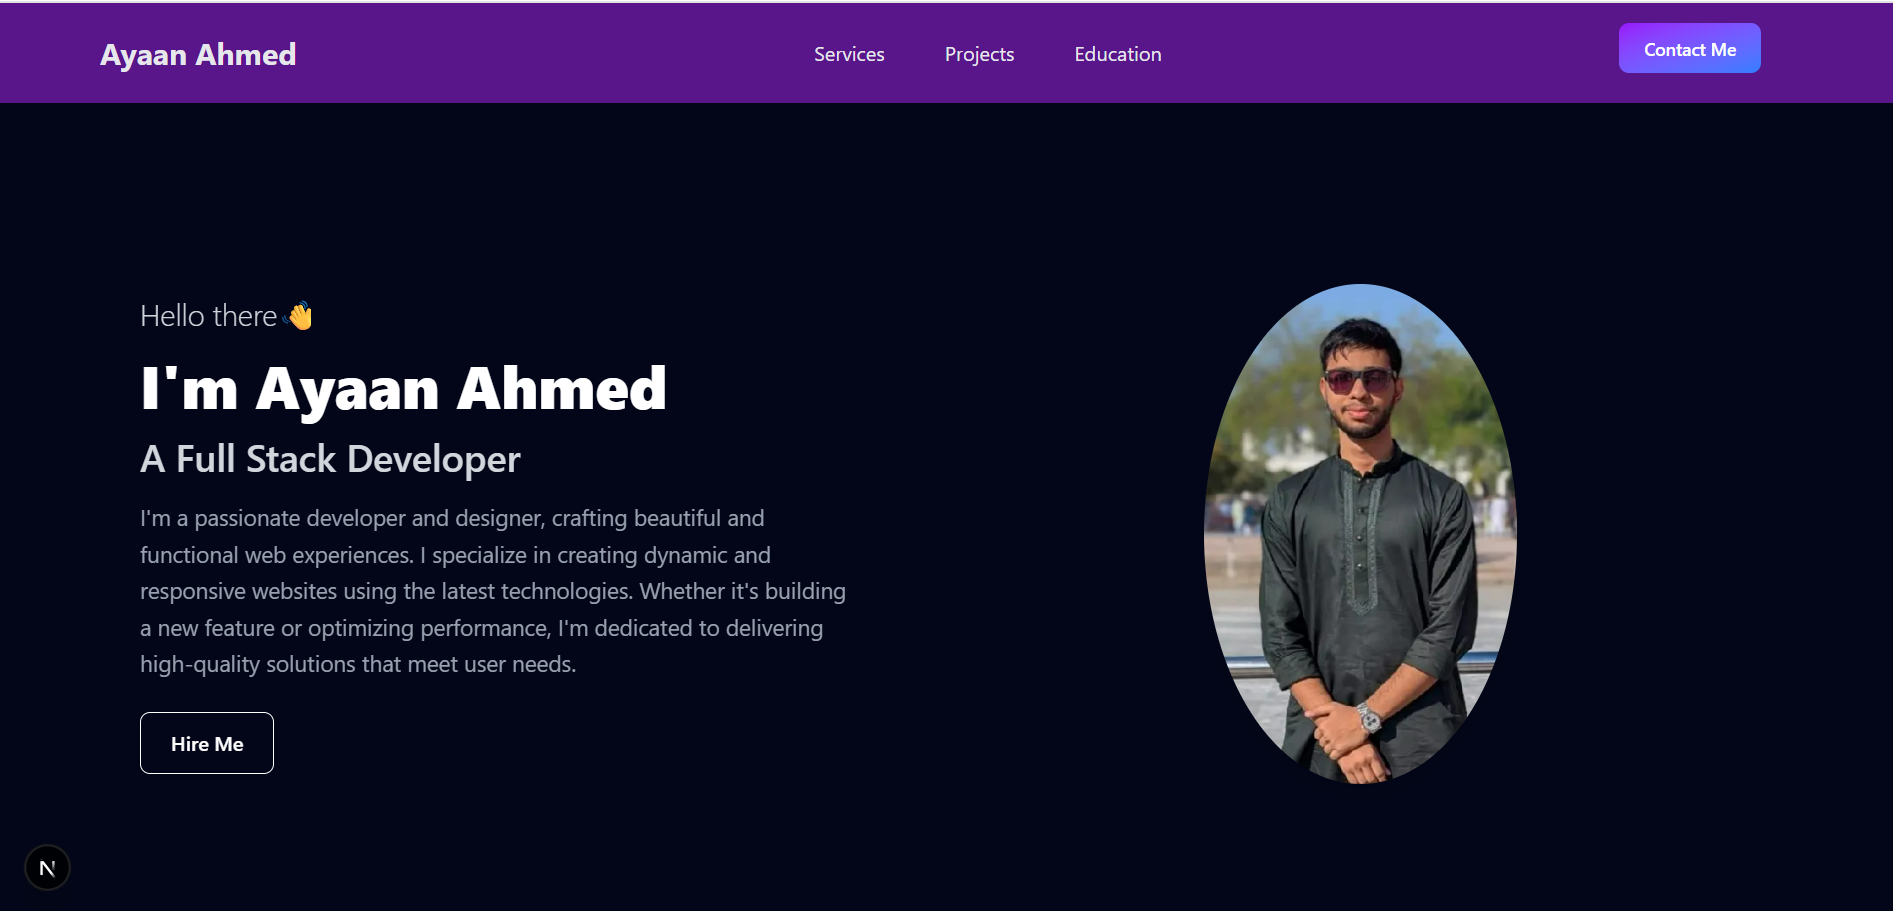 Ayaan Ahmed
Services
Projects
Education
Contact Me
Hello there 👋
I'm Ayaan Ahmed
A Full Stack Developer
I'm a passionate developer and designer, crafting beautiful and
functional web experiences. I specialize in creating dynamic and
responsive websites using the latest technologies. Whether it's building
a new feature or optimizing performance, I'm dedicated to delivering
high-quality solutions that meet user needs.
Hire Me
N